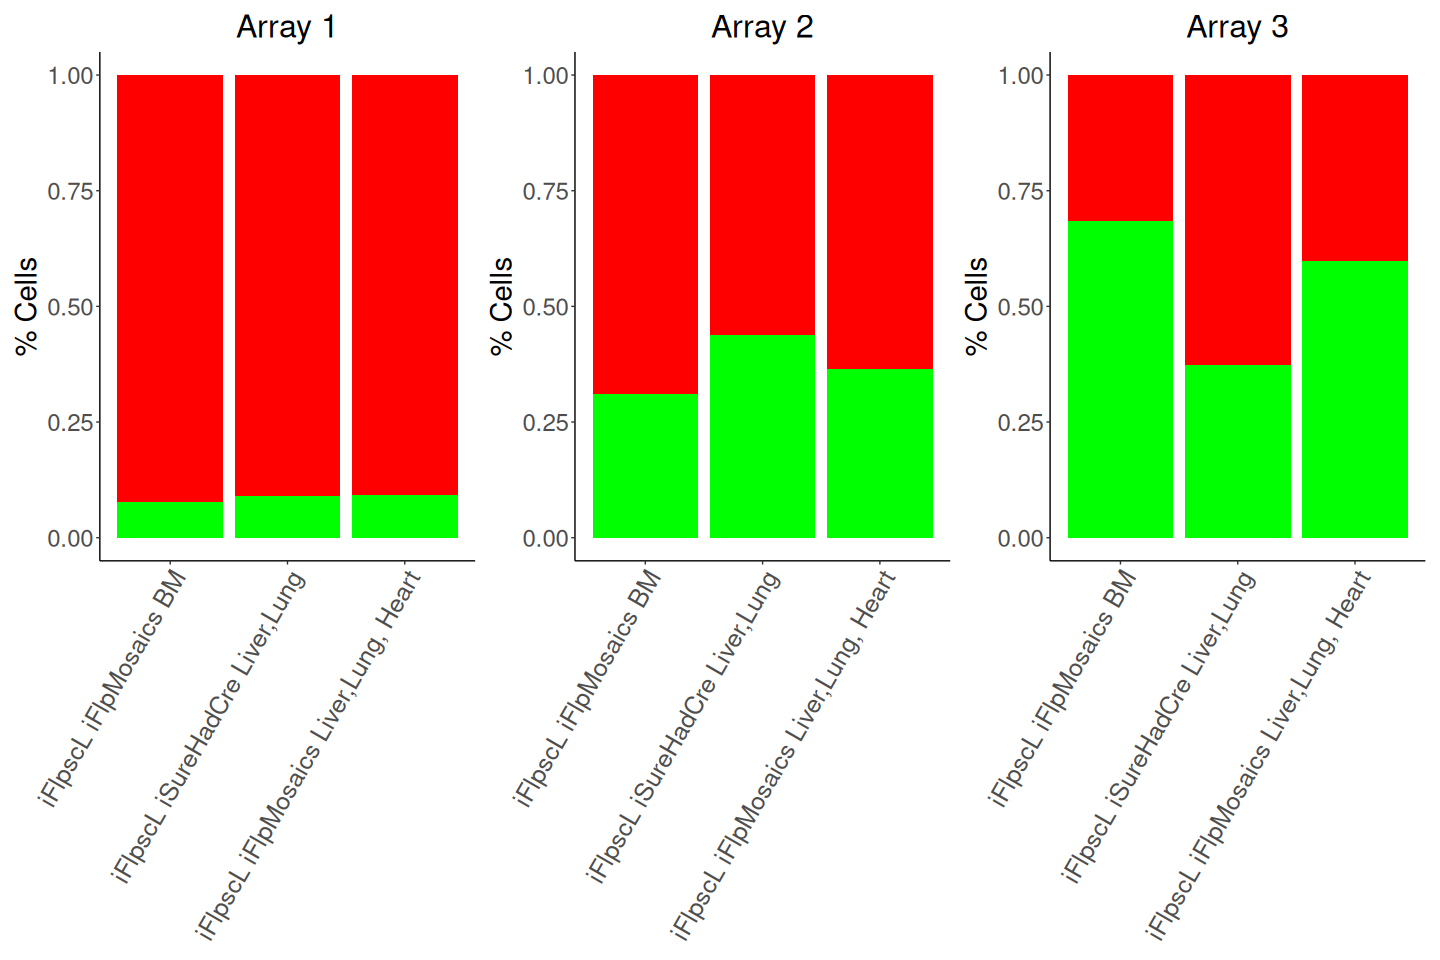 Array 1
% Cells
1.00
0.75
0.50
0.25
0.00
iFlpscL iFlpMosaics BM
iFlpscL iSureHadCre Liver,Lung
iFlpscL iFlpMosaics Liver,Lung, Heart
Array 2
% Cells
1.00
0.75
0.50
0.25
0.00
iFlpscL iFlpMosaics BM
iFlpscL iSureHadCre Liver,Lung
iFlpscL iFlpMosaics Liver,Lung, Heart
Array 3
% Cells
1.00
0.75
0.50
0.25
0.00
iFlpscL iFlpMosaics BM
iFlpscL iSureHadCre Liver,Lung
iFlpscL iFlpMosaics Liver,Lung, Heart